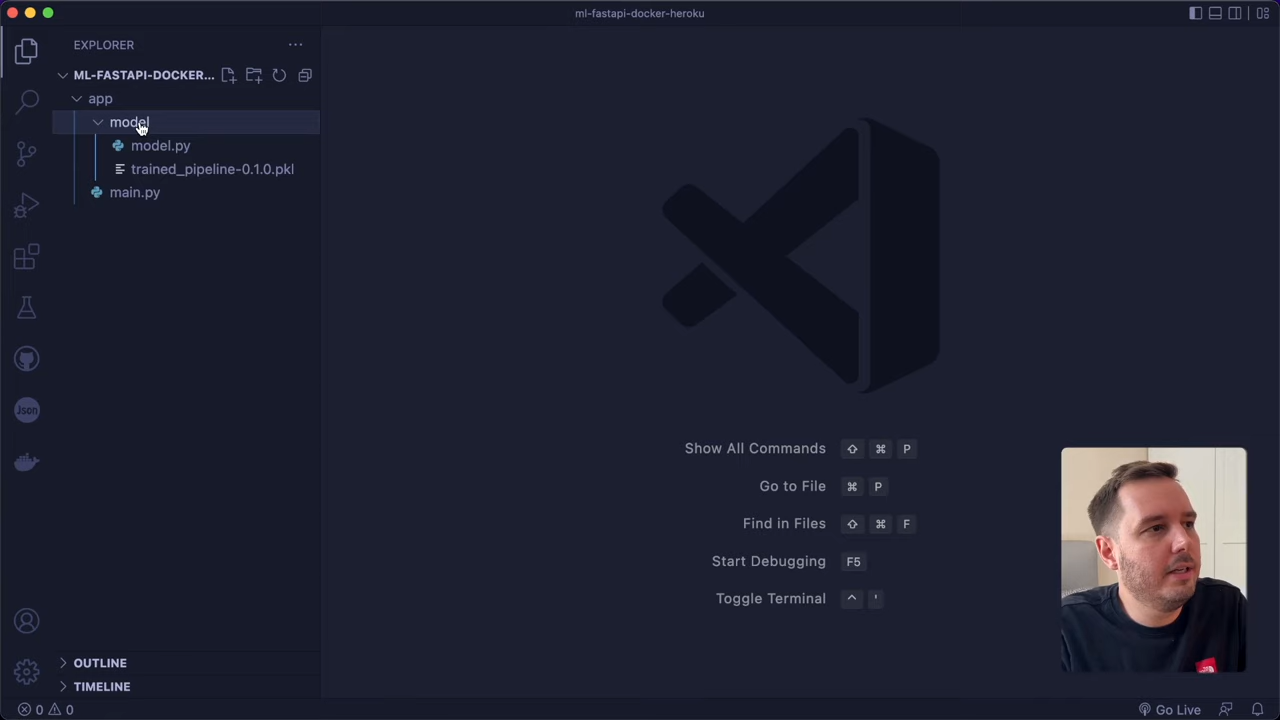 ml-fastapi-docker-heroku
EXPLORER
ML-FASTAPI-DOCKER...
app
model
model.py
trained_pipeline-0.1.0.pkl
main.py
Json
Show All Commands ⇧ ⌘ P
Go to File ⌘ P
Find in Files ⇧ ⌘ F
Start Debugging F5
Toggle Terminal ^ '
OUTLINE
TIMELINE
0 0
Go Live